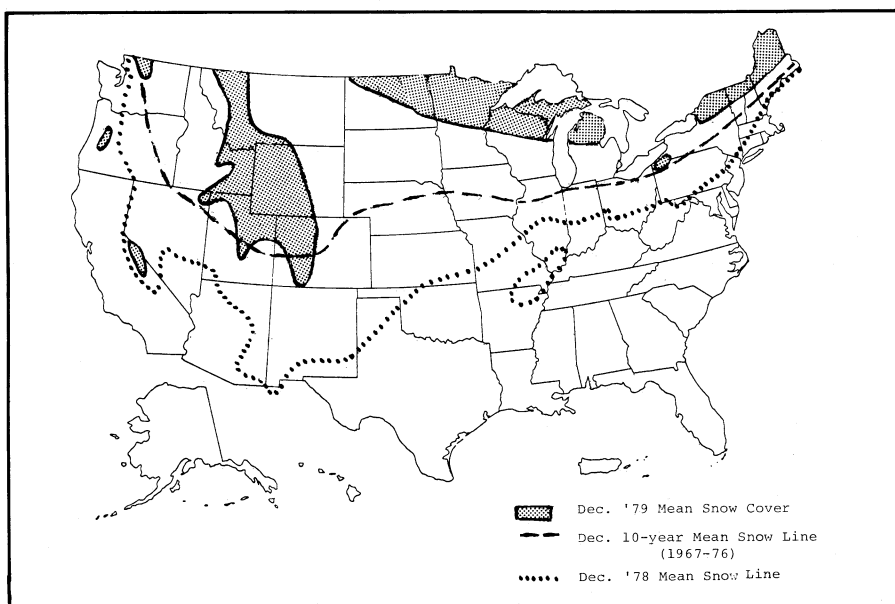 Dec. '79 Mean Snow Cover
Dec. 10-year Mean Snow Line
(1967-76)
Dec. '78 Mean Snow Line